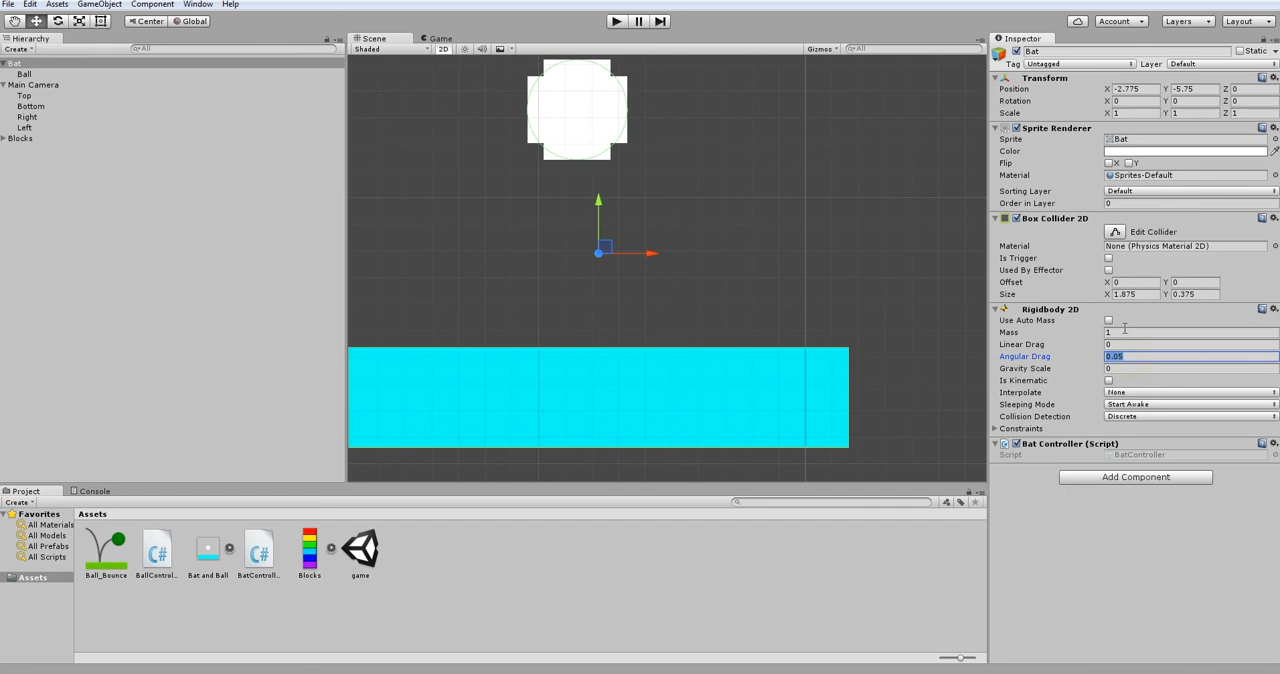 File Edit Assets GameObject Component Window Help
Center Global Account Layers Layout
Hierarchy
Create All
Bat
Ball
Main Camera
Top
Bottom
Right
Left
Blocks
Scene Game
Shaded 2D Gizmos All
Inspector
Bat Static
Tag Untagged Layer Default
Transform
Position X -2.775 Y -5.75 Z 0
Rotation X 0 Y 0 Z 0
Scale X 1 Y 1 Z 1
Sprite Renderer
Sprite Bat
Color
Flip X Y
Material Sprites-Default
Sorting Layer Default
Order in Layer 0
Box Collider 2D
Edit Collider
Material None (Physics Material 2D)
Is Trigger
Used By Effector
Offset X 0 Y 0
Size X 1.875 Y 0.375
Rigidbody 2D
Use Auto Mass
Mass 1
Linear Drag 0
Angular Drag 0.05
Gravity Scale 0
Is Kinematic
Interpolate None
Sleeping Mode Start Awake
Collision Detection Discrete
Constraints
Bat Controller (Script)
Script BatController
Add Component
Project Console
Create
Favorites
All Materials
All Models
All Prefabs
All Scripts
Assets
Assets
Ball_Bounce BallControl... Bat and Ball BatControll... Blocks game